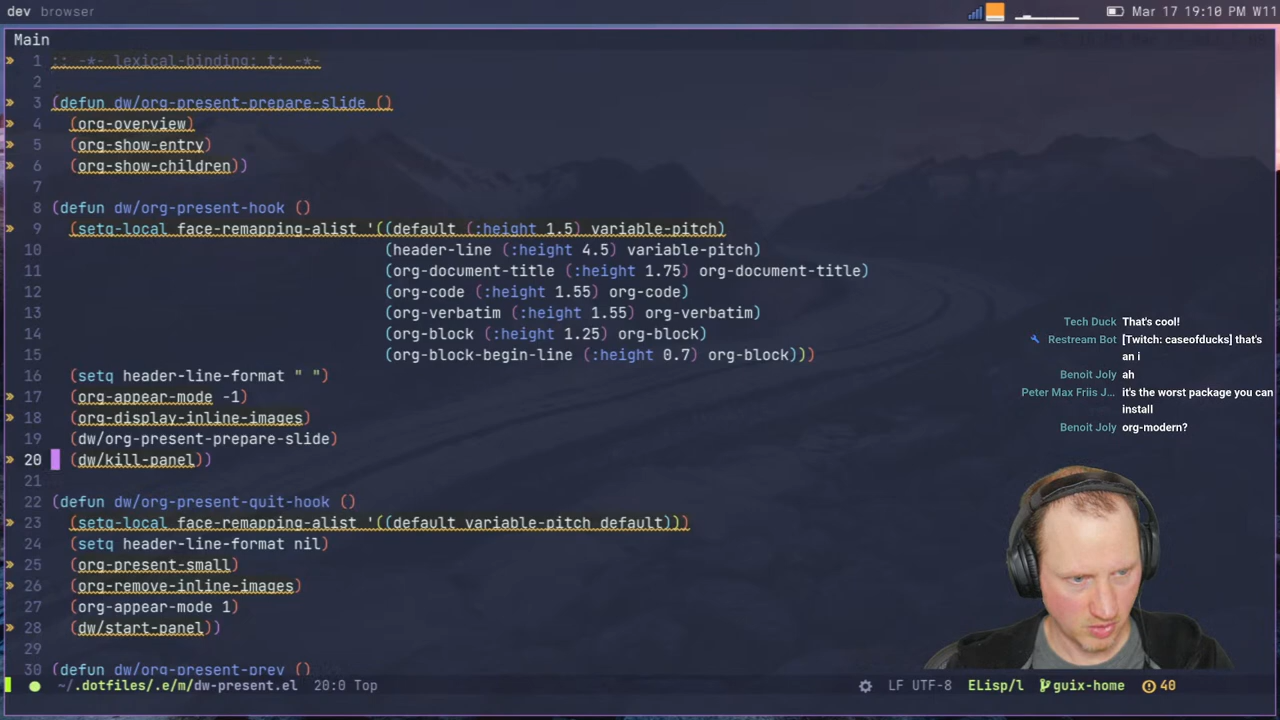 dev browser
Mar 17 19:10 PM W11
Main
1 ;; -*- lexical-binding: t; -*-
2
3 (defun dw/org-present-prepare-slide ()
4 (org-overview)
5 (org-show-entry)
6 (org-show-children))
7
8 (defun dw/org-present-hook ()
9 (setq-local face-remapping-alist '((default (:height 1.5) variable-pitch)
10 (header-line (:height 4.5) variable-pitch)
11 (org-document-title (:height 1.75) org-document-title)
12 (org-code (:height 1.55) org-code)
13 (org-verbatim (:height 1.55) org-verbatim)
14 (org-block (:height 1.25) org-block)
15 (org-block-begin-line (:height 0.7) org-block)))
16 (setq header-line-format " ")
17 (org-appear-mode -1)
18 (org-display-inline-images)
19 (dw/org-present-prepare-slide)
20 (dw/kill-panel))
21
22 (defun dw/org-present-quit-hook ()
23 (setq-local face-remapping-alist '((default variable-pitch default)))
24 (setq header-line-format nil)
25 (org-present-small)
26 (org-remove-inline-images)
27 (org-appear-mode 1)
28 (dw/start-panel))
29
30 (defun dw/org-present-prev ()
~/.dotfiles/.e/m/dw-present.el 20:0 Top LF UTF-8 ELisp/l guix-home 40
Tech Duck That's cool!
Restream Bot [Twitch: caseofducks] that's
an i
Benoit Joly ah
Peter Max Friis J... it's the worst package you can
install
Benoit Joly org-modern?